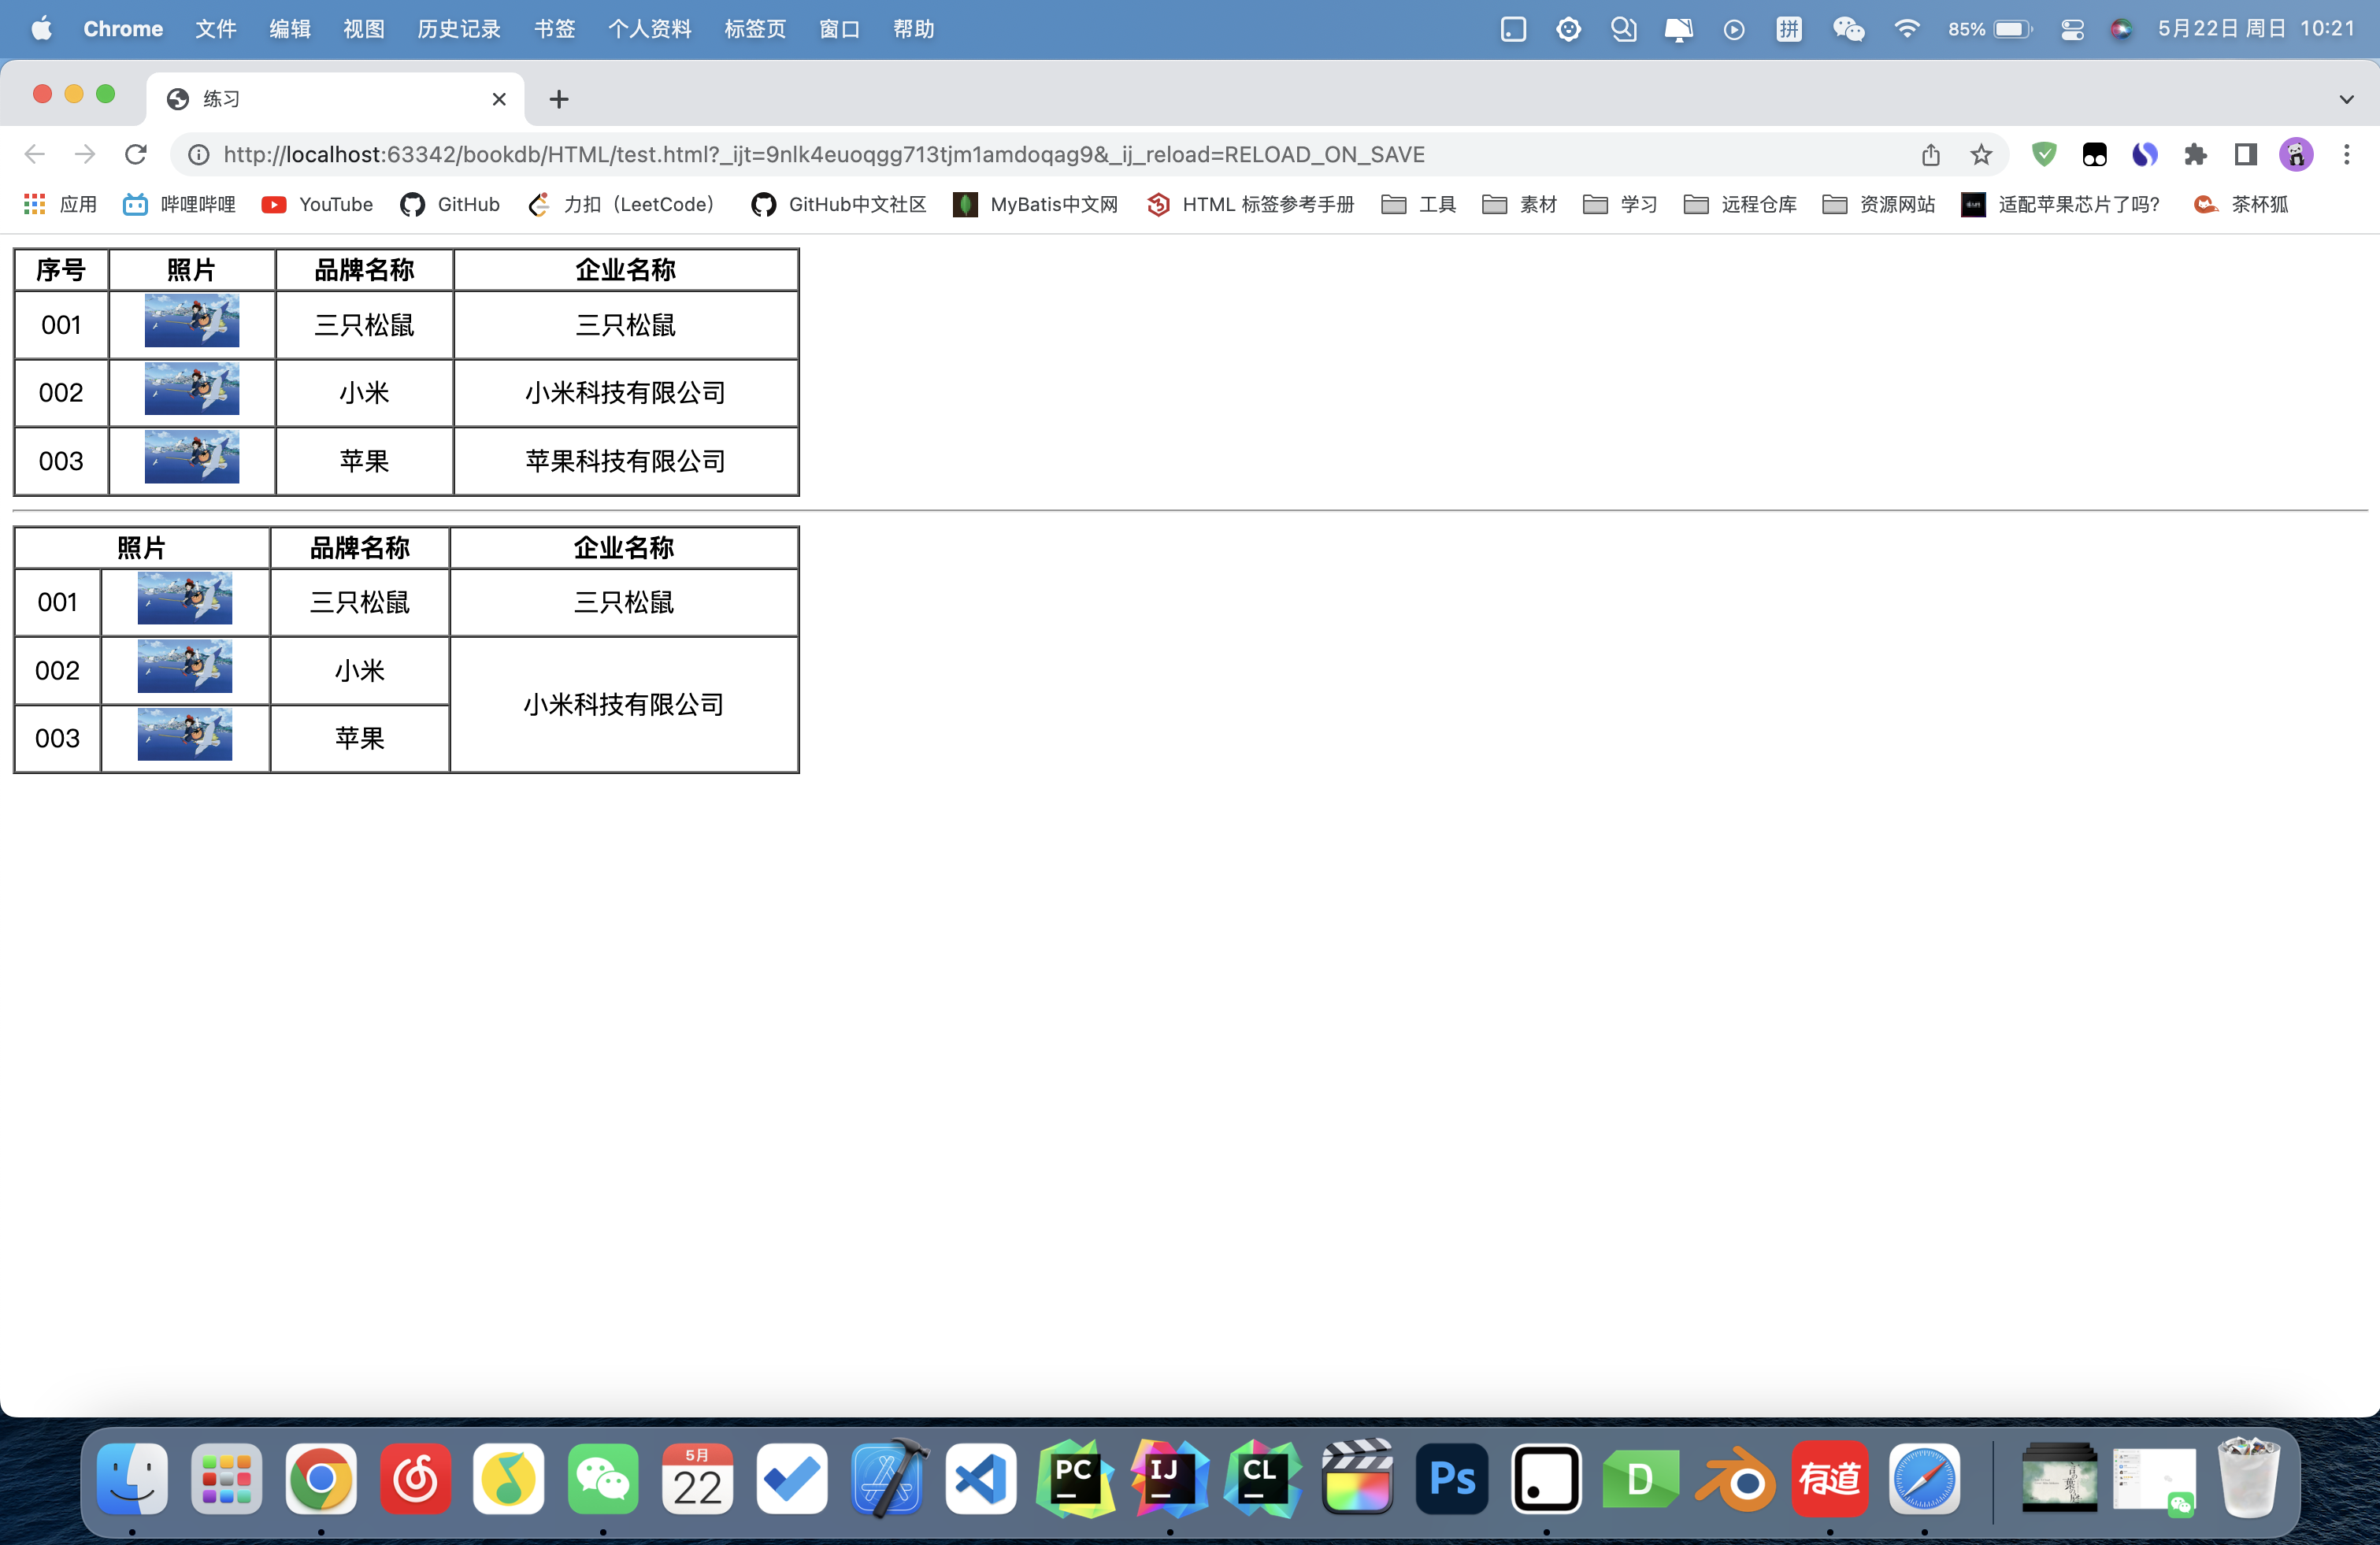 Chrome 文件 编辑 视图 历史记录 书签 个人资料 标签页 窗口 帮助 拼 85% 5月22日 周日 10:21
练习
http://localhost:63342/bookdb/HTML/test.html?_ijt=9nlk4euoqgg713tjm1amdoqag9&_ij_reload=RELOAD_ON_SAVE
应用 哔哩哔哩 YouTube GitHub 力扣（LeetCode） GitHub中文社区 MyBatis中文网 HTML 标签参考手册 工具 素材 学习 远程仓库 资源网站 适配苹果芯片了吗? 茶杯狐
序号 照片 品牌名称 企业名称
001 三只松鼠 三只松鼠
002 小米 小米科技有限公司
003 苹果 苹果科技有限公司
照片 品牌名称 企业名称
001 三只松鼠 三只松鼠
002 小米 小米科技有限公司
003 苹果
5月 22 PC IJ CL Ps D 有道